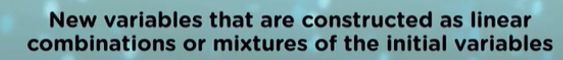 New variables that are constructed as linear
combinations or mixtures of the initial variables